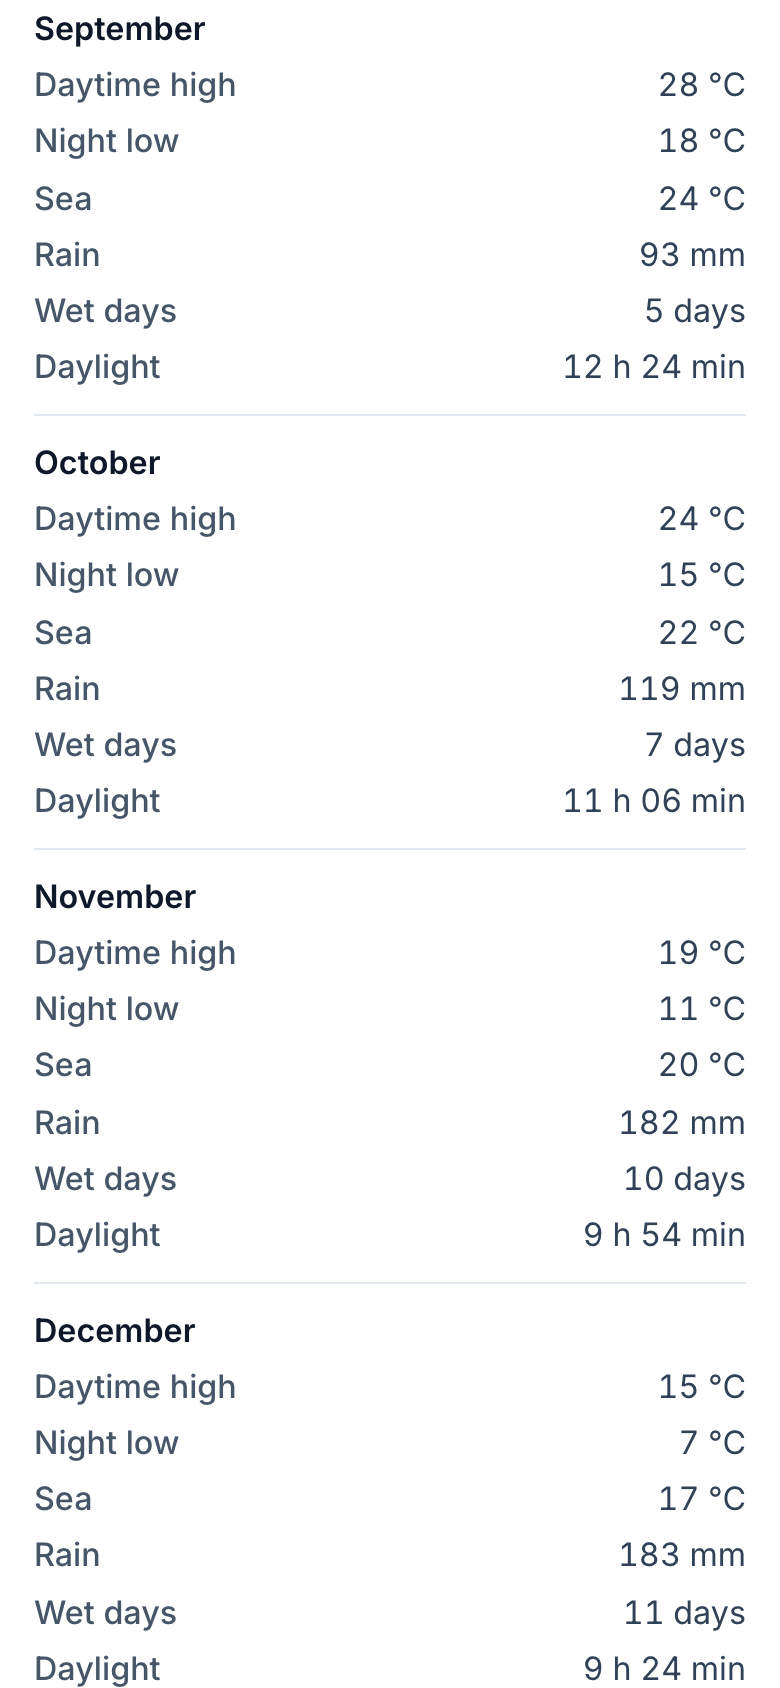 September
Daytime high 28 °C
Night low 18 °C
Sea 24 °C
Rain 93 mm
Wet days 5 days
Daylight 12 h 24 min
October
Daytime high 24 °C
Night low 15 °C
Sea 22 °C
Rain 119 mm
Wet days 7 days
Daylight 11 h 06 min
November
Daytime high 19 °C
Night low 11 °C
Sea 20 °C
Rain 182 mm
Wet days 10 days
Daylight 9 h 54 min
December
Daytime high 15 °C
Night low 7 °C
Sea 17 °C
Rain 183 mm
Wet days 11 days
Daylight 9 h 24 min